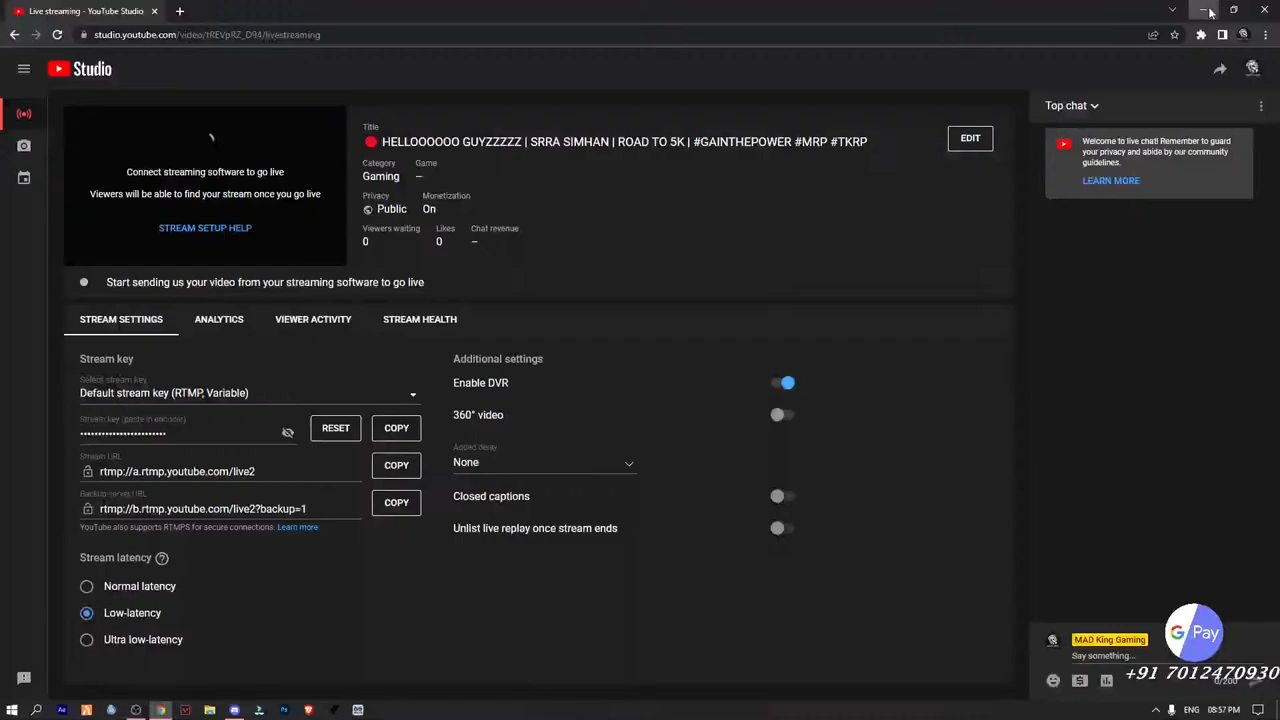 Live streaming - YouTube Studio
studio.youtube.com/video/tREVpRZ_D94/livestreaming
Studio
Connect streaming software to go live
Viewers will be able to find your stream once you go live
STREAM SETUP HELP
Title
HELLOOOOOO GUYZZZZZ | SRRA SIMHAN | ROAD TO 5K | #GAINTHEPOWER #MRP #TKRP
EDIT
Category Game
Gaming –
Privacy Monetization
Public On
Viewers waiting Likes Chat revenue
0 0 –
Start sending us your video from your streaming software to go live
STREAM SETTINGS ANALYTICS VIEWER ACTIVITY STREAM HEALTH
Stream key
Select stream key
Default stream key (RTMP, Variable)
Stream key (paste in encoder)
RESET COPY
Stream URL
rtmp://a.rtmp.youtube.com/live2
COPY
Backup server URL
rtmp://b.rtmp.youtube.com/live2?backup=1
COPY
YouTube also supports RTMPS for secure connections. Learn more
Stream latency
Normal latency
Low-latency
Ultra low-latency
Additional settings
Enable DVR
360° video
Added delay
None
Closed captions
Unlist live replay once stream ends
Top chat
Welcome to live chat! Remember to guard
your privacy and abide by our community
guidelines.
LEARN MORE
G Pay
MAD King Gaming
Say something...
+91 7012470930
0/200
ENG 08:57 PM